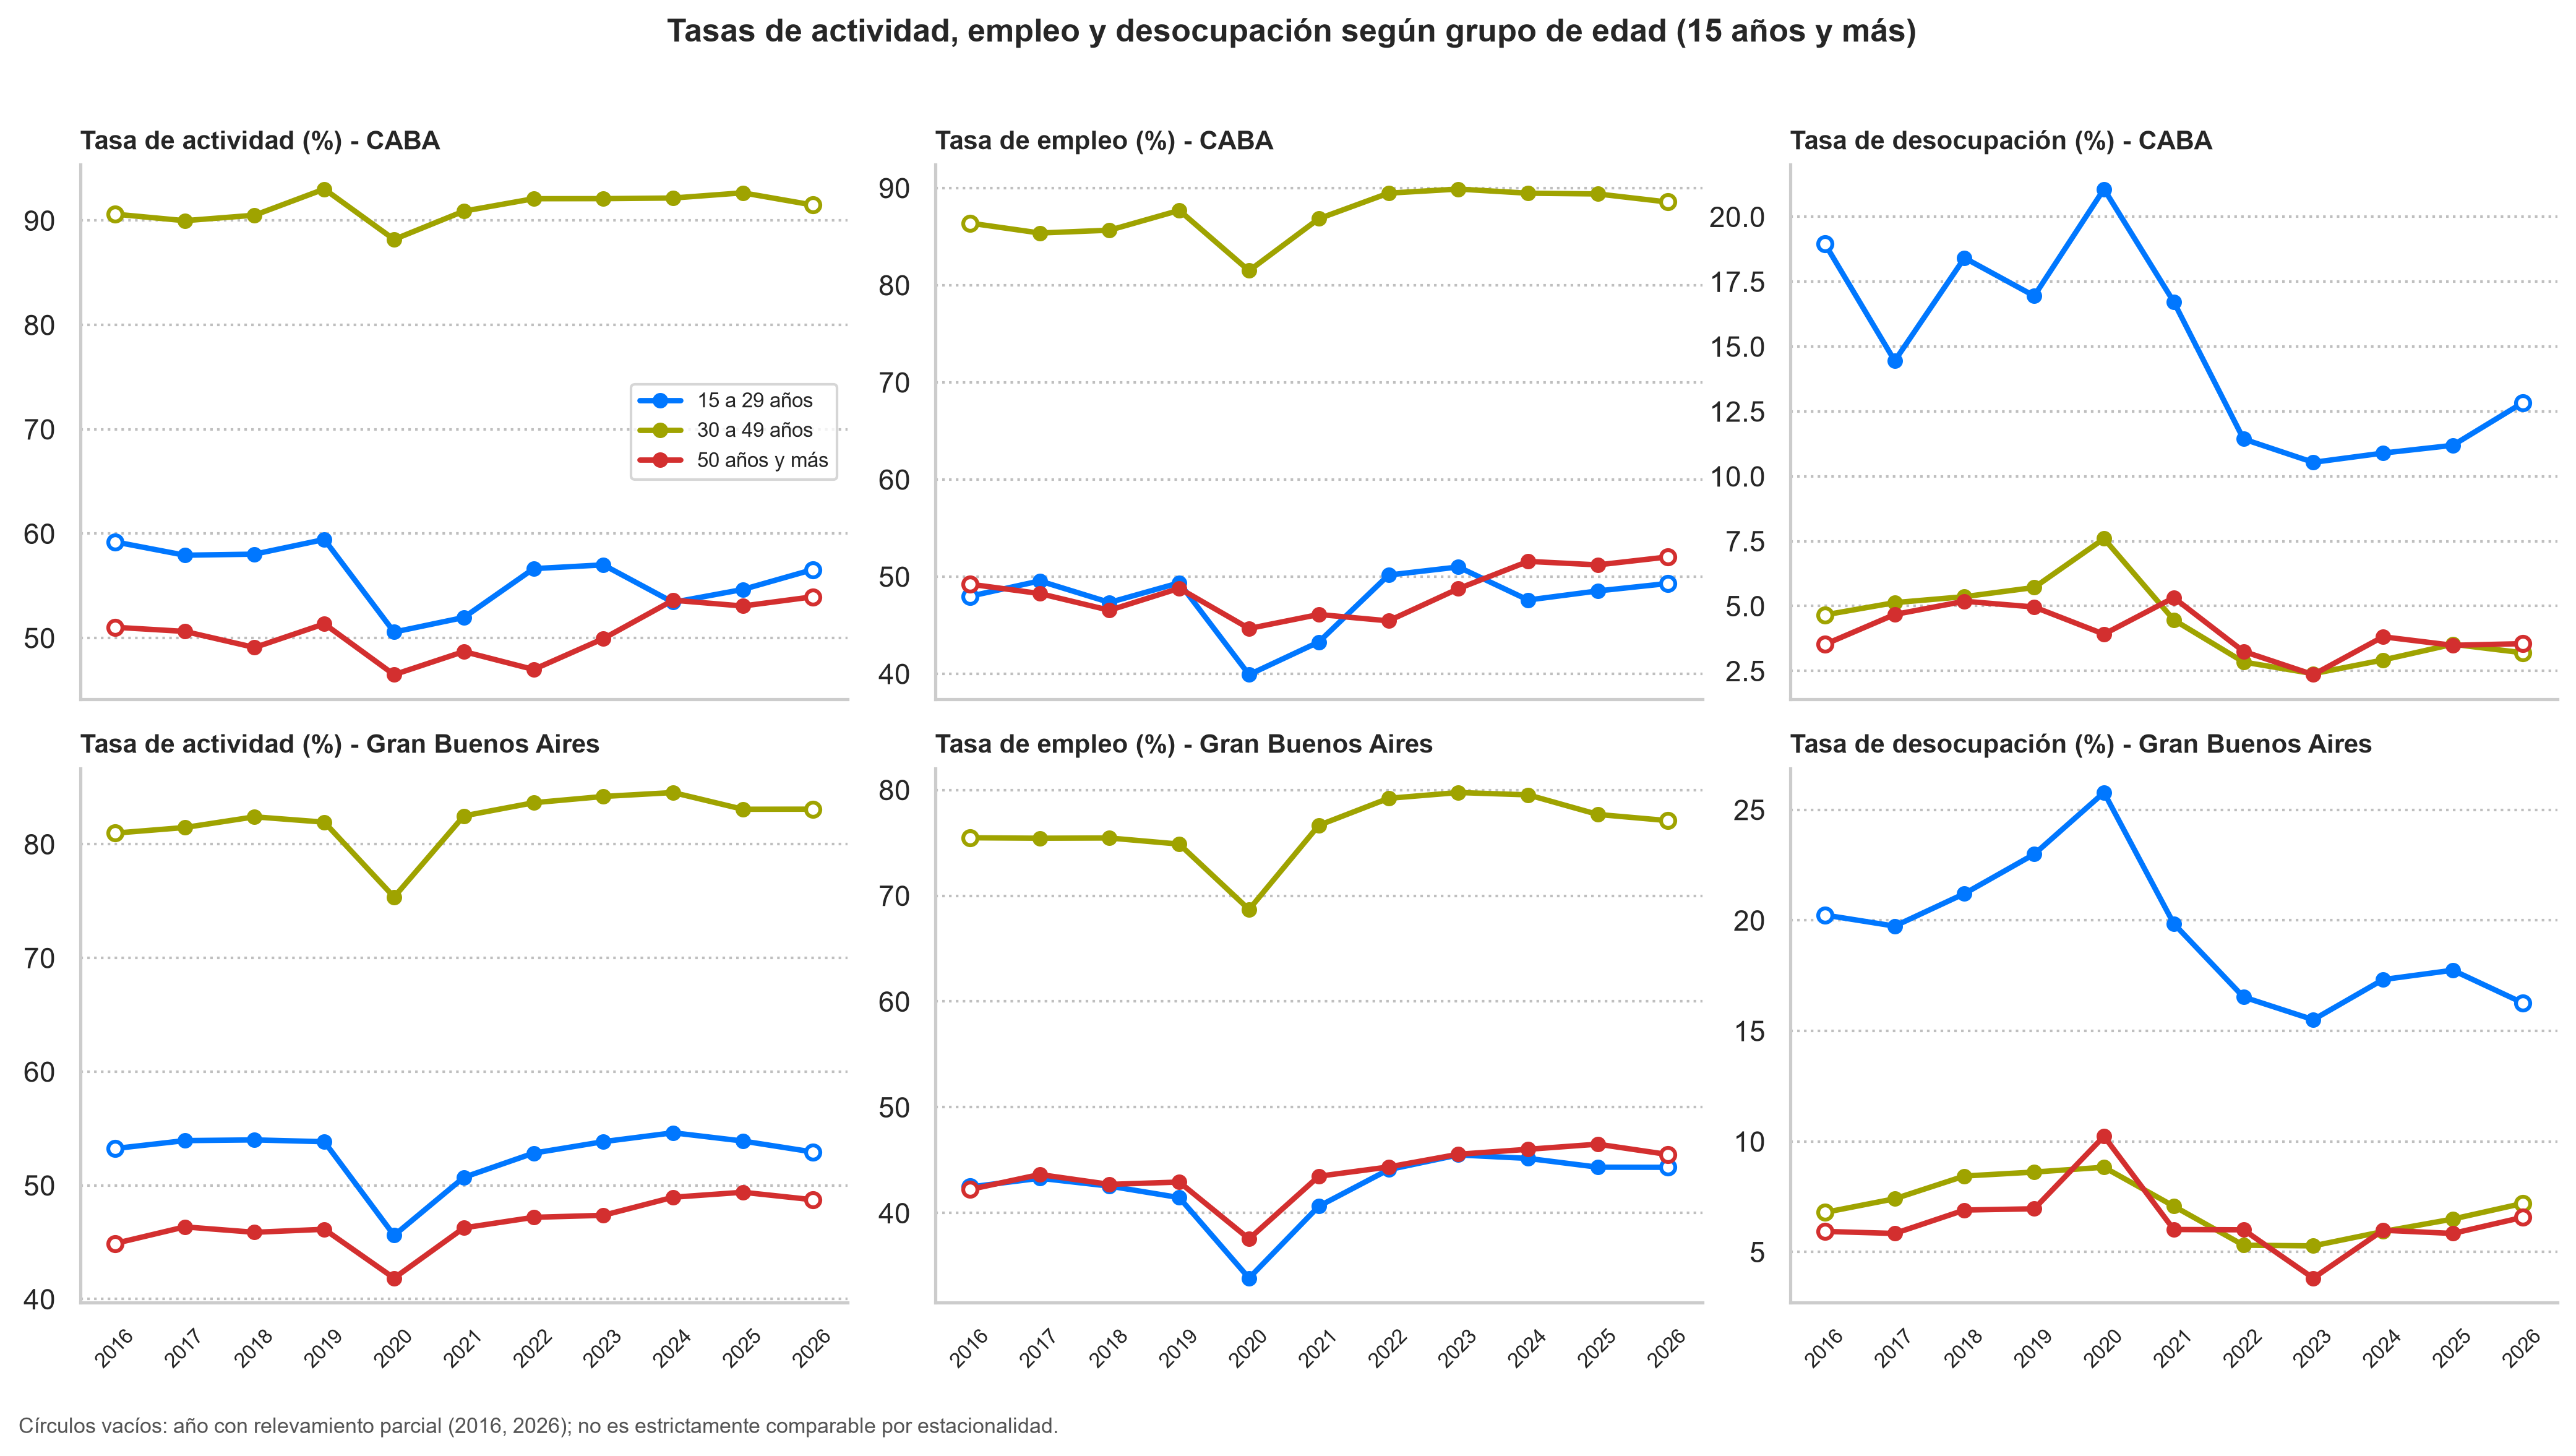 Tasas de actividad, empleo y desocupación según grupo de edad (15 años y más)
Tasa de actividad (%) - CABA
90
80
70
60
50
15 a 29 años
30 a 49 años
50 años y más
Tasa de empleo (%) - CABA
90
80
70
60
50
40
Tasa de desocupación (%) - CABA
20.0
17.5
15.0
12.5
10.0
7.5
5.0
2.5
Tasa de actividad (%) - Gran Buenos Aires
80
70
60
50
40
2016 2017 2018 2019 2020 2021 2022 2023 2024 2025 2026
Tasa de empleo (%) - Gran Buenos Aires
80
70
60
50
40
2016 2017 2018 2019 2020 2021 2022 2023 2024 2025 2026
Tasa de desocupación (%) - Gran Buenos Aires
25
20
15
10
5
2016 2017 2018 2019 2020 2021 2022 2023 2024 2025 2026
Círculos vacíos: año con relevamiento parcial (2016, 2026); no es estrictamente comparable por estacionalidad.